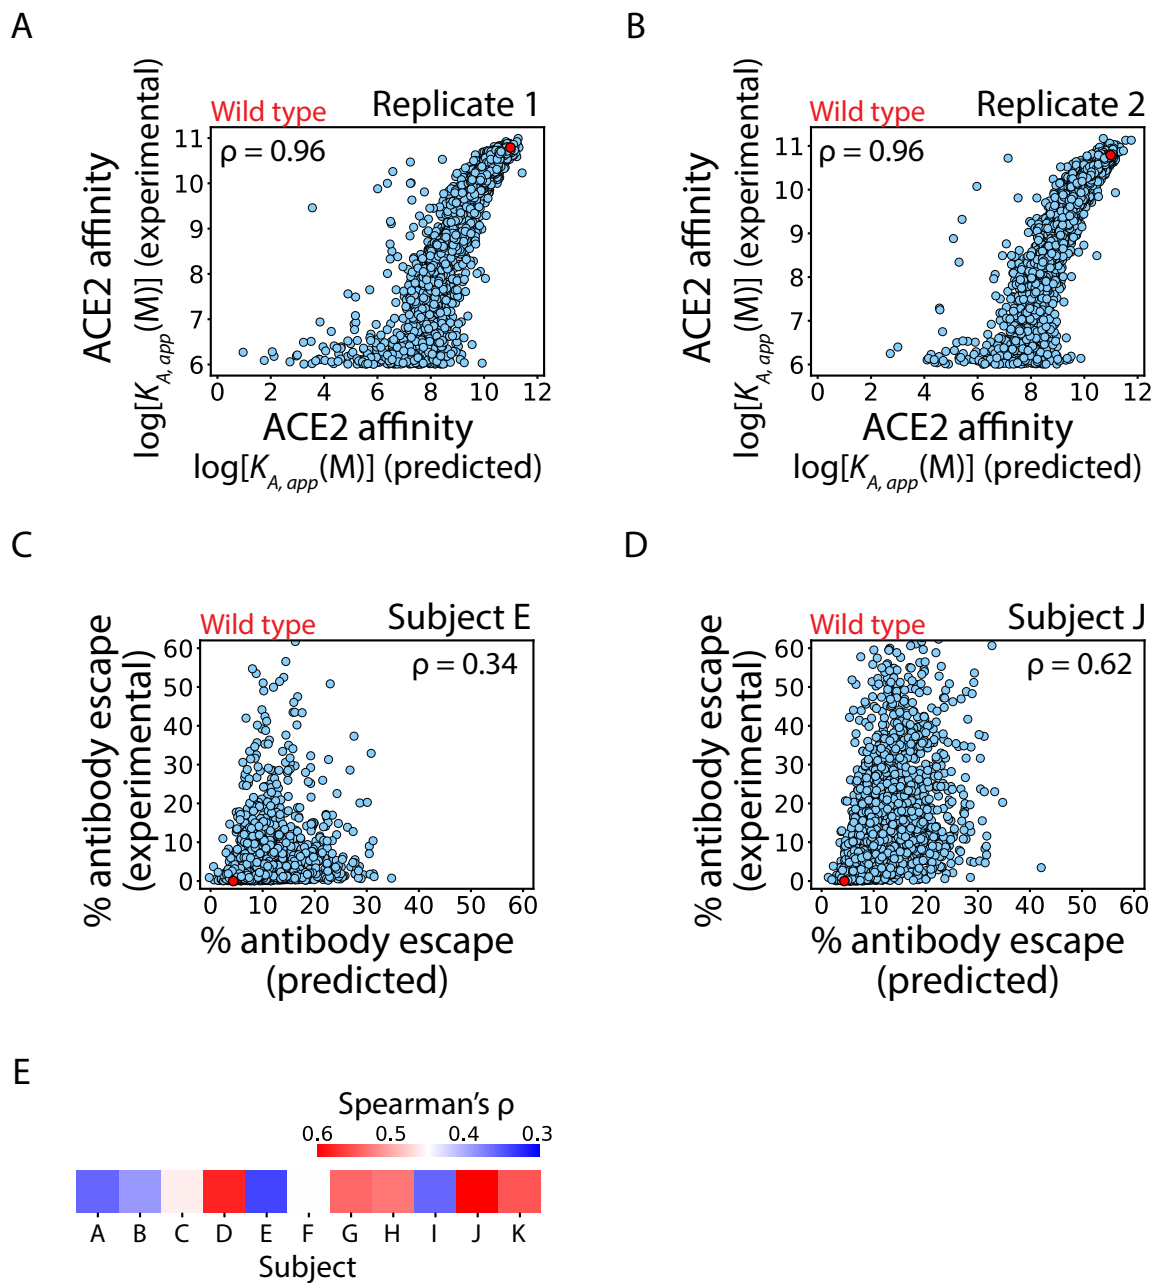 A
Wild type Replicate 1
ρ = 0.96
ACE2 affinity
log[K_A, app(M)] (experimental)
11
10
9
8
7
6
0 2 4 6 8 10 12
ACE2 affinity
log[K_A, app(M)] (predicted)
B
Wild type Replicate 2
ρ = 0.96
ACE2 affinity
log[K_A, app(M)] (experimental)
11
10
9
8
7
6
0 2 4 6 8 10 12
ACE2 affinity
log[K_A, app(M)] (predicted)
C
Wild type Subject E
ρ = 0.34
% antibody escape
(experimental)
60
50
40
30
20
10
0
0 10 20 30 40 50 60
% antibody escape
(predicted)
D
Wild type Subject J
ρ = 0.62
% antibody escape
(experimental)
60
50
40
30
20
10
0
0 10 20 30 40 50 60
% antibody escape
(predicted)
E
Spearman's ρ
0.6 0.5 0.4 0.3
A B C D E F G H I J K
Subject